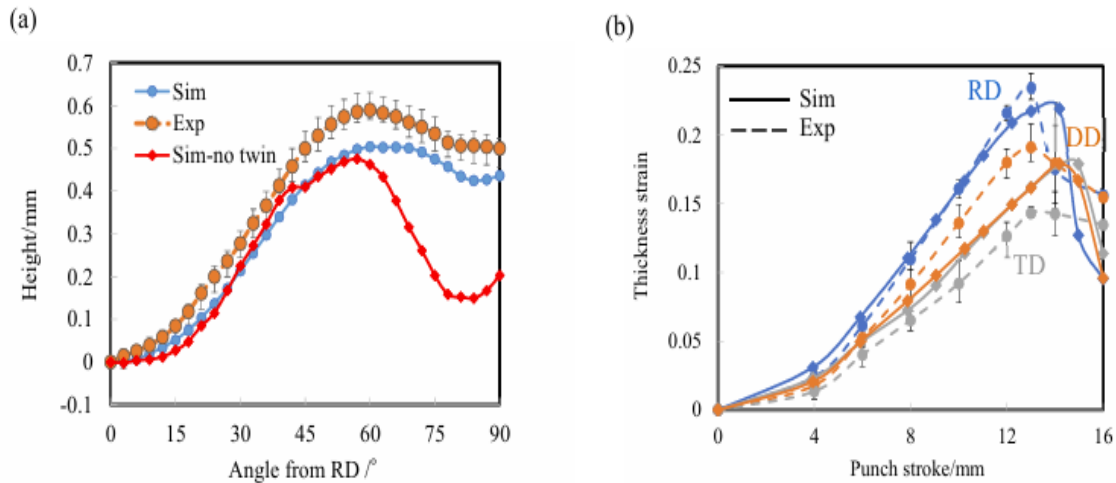 (a)
0.7
0.6
0.5
0.4
0.3
0.2
0.1
0
-0.1
Height/mm
Sim
Exp
Sim-no twin
0 15 30 45 60 75 90
Angle from RD /°
(b)
0.25
0.2
0.15
0.1
0.05
0
Thickness strain
Sim
Exp
RD
DD
TD
0 4 8 12 16
Punch stroke/mm